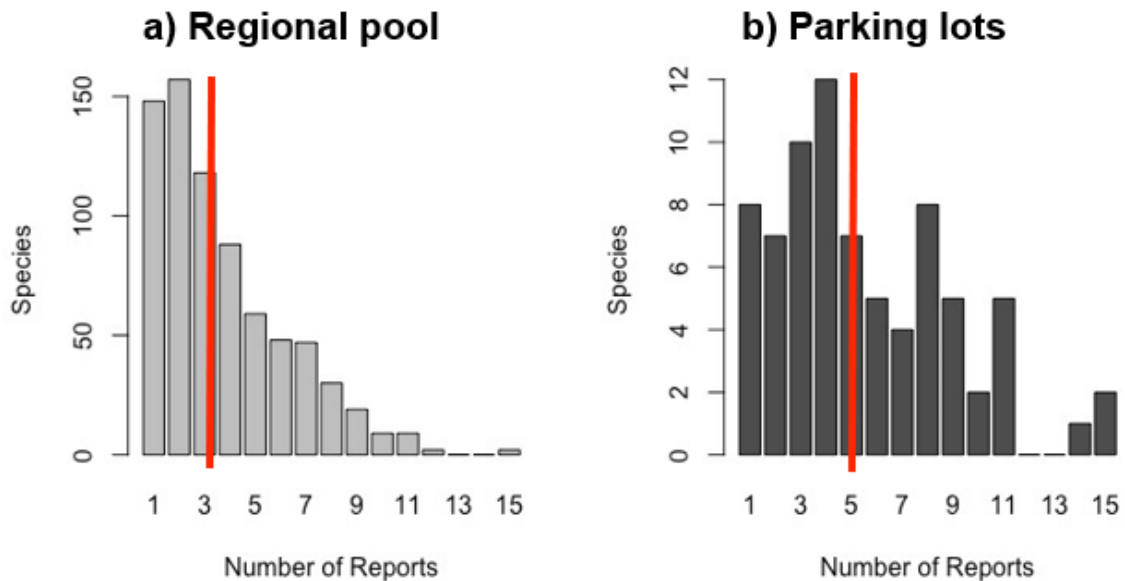 a) Regional pool
Species
0 50 100 150
1 3 5 7 9 11 13 15
Number of Reports
b) Parking lots
Species
0 2 4 6 8 10 12
1 3 5 7 9 11 13 15
Number of Reports